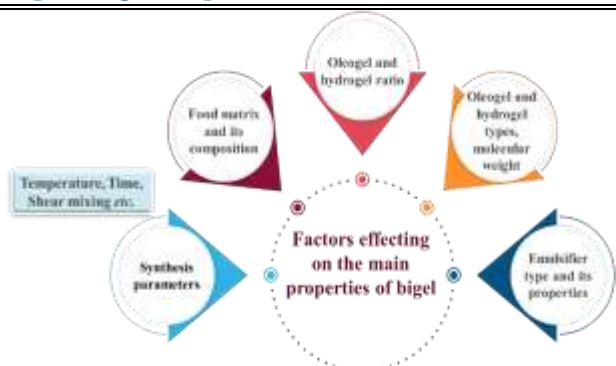 Oleogel and
hydrogel ratio
Food matrix
and its
composition
Oleogel and
hydrogel
types,
molecular
weight
Temperature, Time,
Shear mixing etc.
Synthesis
parameters
Factors effecting
on the main
properties of bigel
Emulsifier
type and its
properties